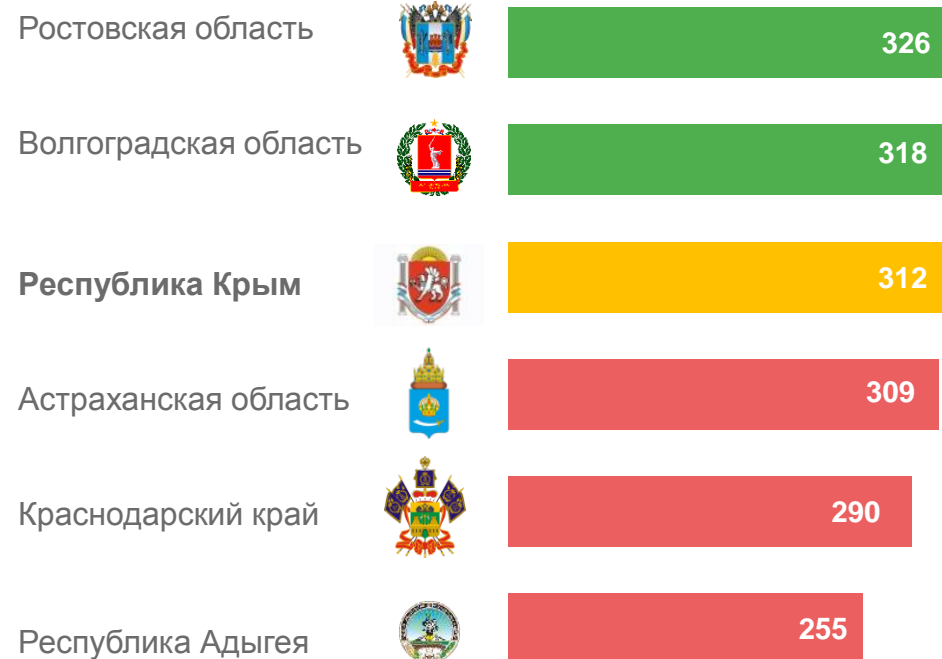 Ростовская область 326
Волгоградская область 318
Республика Крым 312
Астраханская область 309
Краснодарский край 290
Республика Адыгея 255